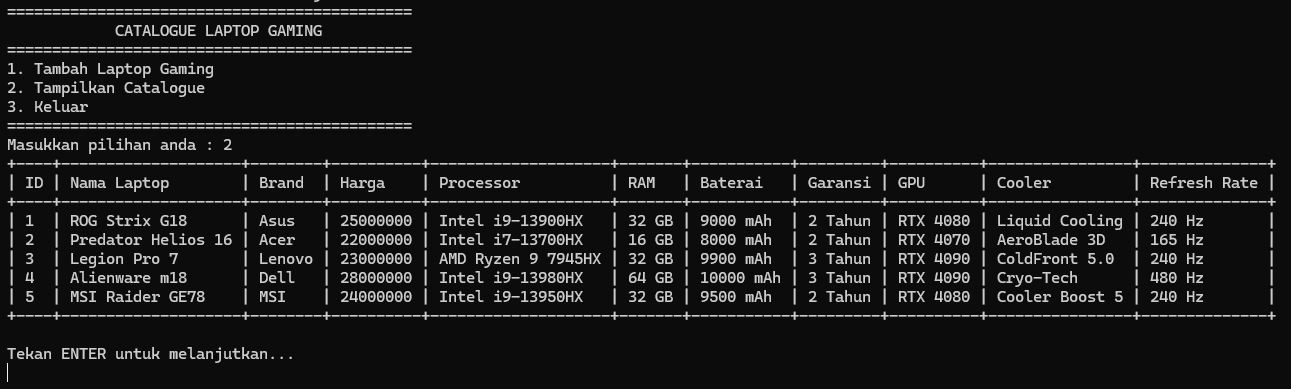 =============================================
            CATALOGUE LAPTOP GAMING
=============================================
1. Tambah Laptop Gaming
2. Tampilkan Catalogue
3. Keluar
=============================================
Masukkan pilihan anda : 2
+----+--------------------+--------+----------+--------------------+-------+-----------+----------+----------+----------------+--------------+
| ID | Nama Laptop        | Brand  | Harga    | Processor          | RAM   | Baterai   | Garansi  | GPU      | Cooler         | Refresh Rate |
+----+--------------------+--------+----------+--------------------+-------+-----------+----------+----------+----------------+--------------+
| 1  | ROG Strix G18      | Asus   | 25000000 | Intel i9-13900HX   | 32 GB | 9000 mAh  | 2 Tahun  | RTX 4080 | Liquid Cooling | 240 Hz       |
| 2  | Predator Helios 16 | Acer   | 22000000 | Intel i7-13700HX   | 16 GB | 8000 mAh  | 2 Tahun  | RTX 4070 | AeroBlade 3D   | 165 Hz       |
| 3  | Legion Pro 7       | Lenovo | 23000000 | AMD Ryzen 9 7945HX | 32 GB | 9900 mAh  | 3 Tahun  | RTX 4090 | ColdFront 5.0  | 240 Hz       |
| 4  | Alienware m18      | Dell   | 28000000 | Intel i9-13980HX   | 64 GB | 10000 mAh | 3 Tahun  | RTX 4090 | Cryo-Tech      | 480 Hz       |
| 5  | MSI Raider GE78    | MSI    | 24000000 | Intel i9-13950HX   | 32 GB | 9500 mAh  | 2 Tahun  | RTX 4080 | Cooler Boost 5 | 240 Hz       |
+----+--------------------+--------+----------+--------------------+-------+-----------+----------+----------+----------------+--------------+

Tekan ENTER untuk melanjutkan...